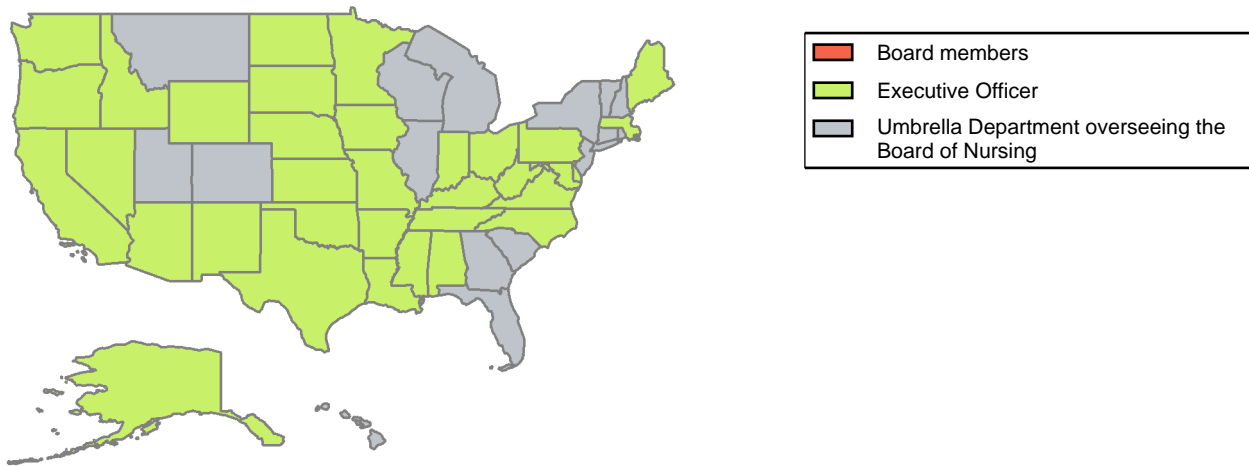 Board members
Executive Officer
Umbrella Department overseeing the
Board of Nursing